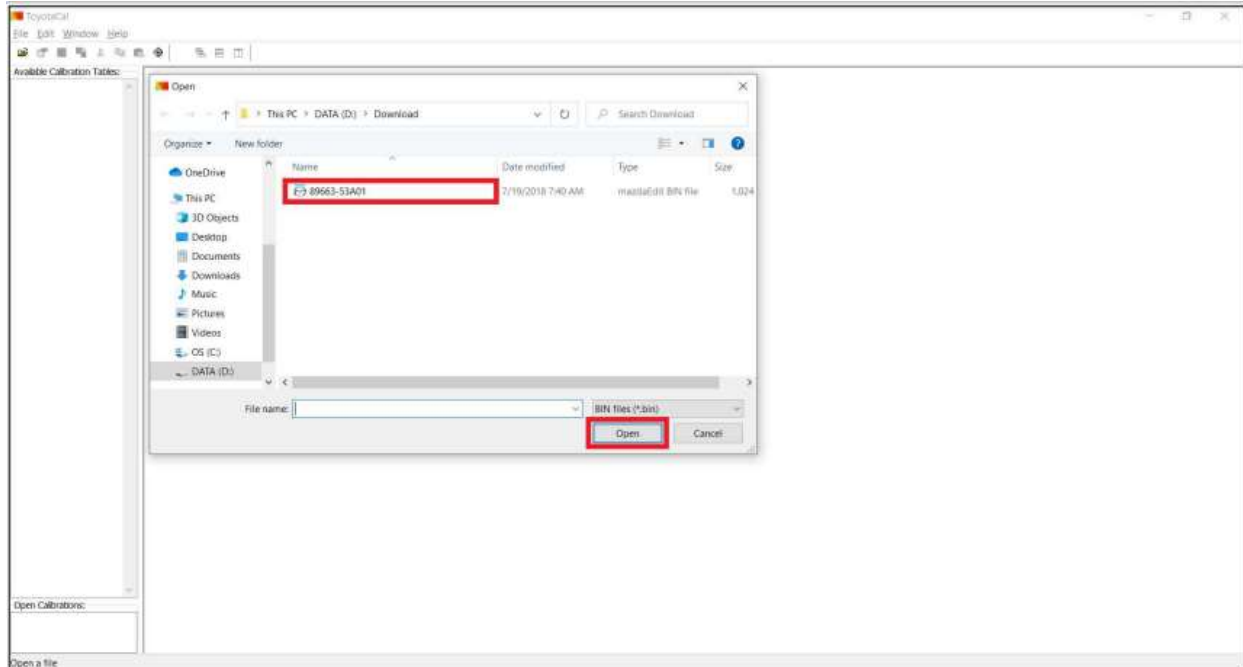 ToyotaCal
File Edit Window Help
Available Calibration Tables:
Open
This PC > DATA (D:) > Download
Search Download
Organize
New folder
Name
Date modified
Type
Size
89663-53A01
7/19/2018 7:40 AM
mazdaEdit BIN file
1,024
OneDrive
This PC
3D Objects
Desktop
Documents
Downloads
Music
Pictures
Videos
OS (C:)
DATA (D:)
File name:
BIN files (*.bin)
Open
Cancel
Open Calibrations:
Open a file